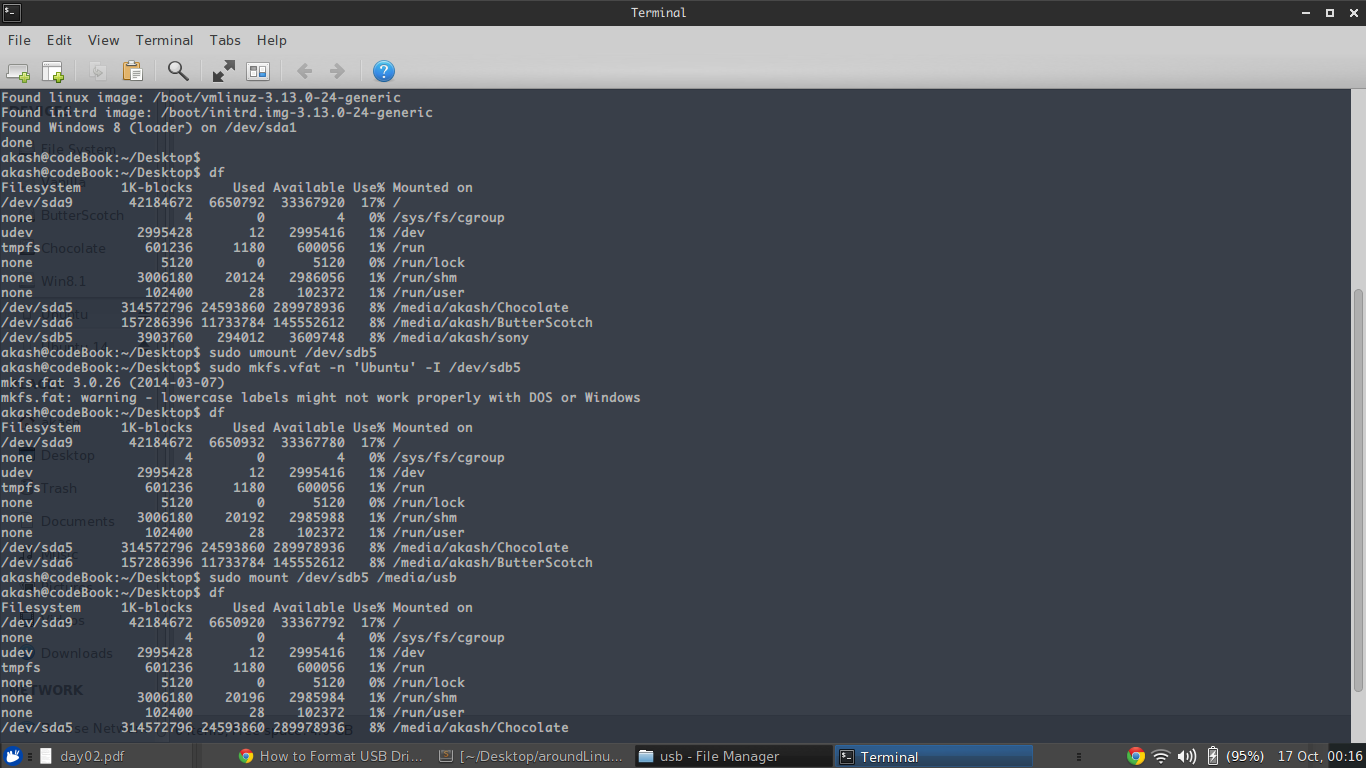 Terminal
File Edit View Terminal Tabs Help
Found linux image: /boot/vmlinuz-3.13.0-24-generic
Found initrd image: /boot/initrd.img-3.13.0-24-generic
Found Windows 8 (loader) on /dev/sda1
done
akash@codeBook:~/Desktop$
akash@codeBook:~/Desktop$ df
Filesystem     1K-blocks     Used Available Use% Mounted on
/dev/sda9       42184672  6650792  33367920  17% /
none                   4        0         4   0% /sys/fs/cgroup
udev             2995428       12   2995416   1% /dev
tmpfs             601236     1180    600056   1% /run
none                5120        0      5120   0% /run/lock
none             3006180    20124   2986056   1% /run/shm
none              102400       28    102372   1% /run/user
/dev/sda5      314572796 24593860 289978936   8% /media/akash/Chocolate
/dev/sda6      157286396 11733784 145552612   8% /media/akash/ButterScotch
/dev/sdb5        3903760   294012   3609748   8% /media/akash/sony
akash@codeBook:~/Desktop$ sudo umount /dev/sdb5
akash@codeBook:~/Desktop$ sudo mkfs.vfat -n 'Ubuntu' -I /dev/sdb5
mkfs.fat 3.0.26 (2014-03-07)
mkfs.fat: warning - lowercase labels might not work properly with DOS or Windows
akash@codeBook:~/Desktop$ df
Filesystem     1K-blocks     Used Available Use% Mounted on
/dev/sda9       42184672  6650932  33367780  17% /
none                   4        0         4   0% /sys/fs/cgroup
udev             2995428       12   2995416   1% /dev
tmpfs             601236     1180    600056   1% /run
none                5120        0      5120   0% /run/lock
none             3006180    20192   2985988   1% /run/shm
none              102400       28    102372   1% /run/user
/dev/sda5      314572796 24593860 289978936   8% /media/akash/Chocolate
/dev/sda6      157286396 11733784 145552612   8% /media/akash/ButterScotch
akash@codeBook:~/Desktop$ sudo mount /dev/sdb5 /media/usb
akash@codeBook:~/Desktop$ df
Filesystem     1K-blocks     Used Available Use% Mounted on
/dev/sda9       42184672  6650920  33367792  17% /
none                   4        0         4   0% /sys/fs/cgroup
udev             2995428       12   2995416   1% /dev
tmpfs             601236     1180    600056   1% /run
none                5120        0      5120   0% /run/lock
none             3006180    20196   2985984   1% /run/shm
none              102400       28    102372   1% /run/user
/dev/sda5      314572796 24593860 289978936   8% /media/akash/Chocolate
File System
ButterScotch
Chocolate
Win8.1
Desktop
Trash
Documents
Downloads
NETWORK
day02.pdf
How to Format USB Dri...
[~/Desktop/aroundLinu...
usb - File Manager
Terminal
(95%)
17 Oct, 00:16